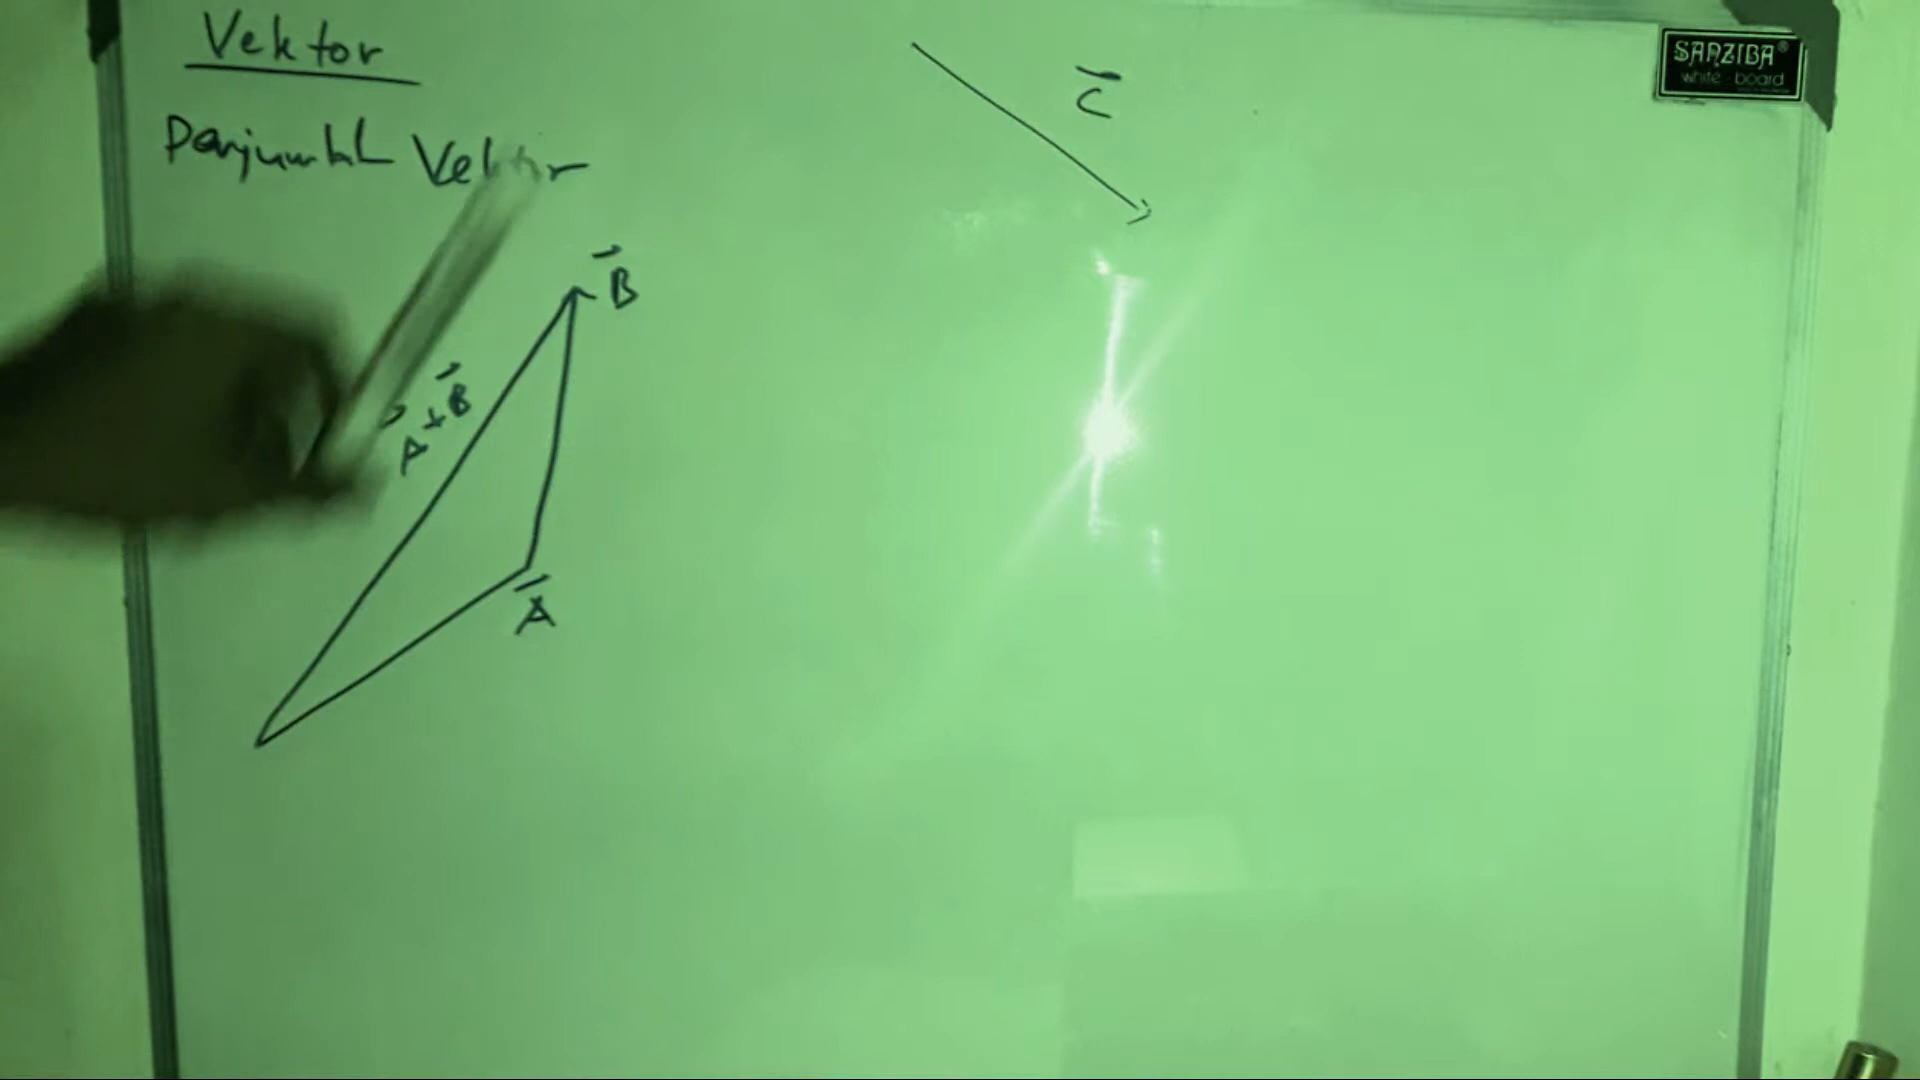 Vektor
Penjumlah Vektor
C
B
A + B
A
SANZIBA®
white-board